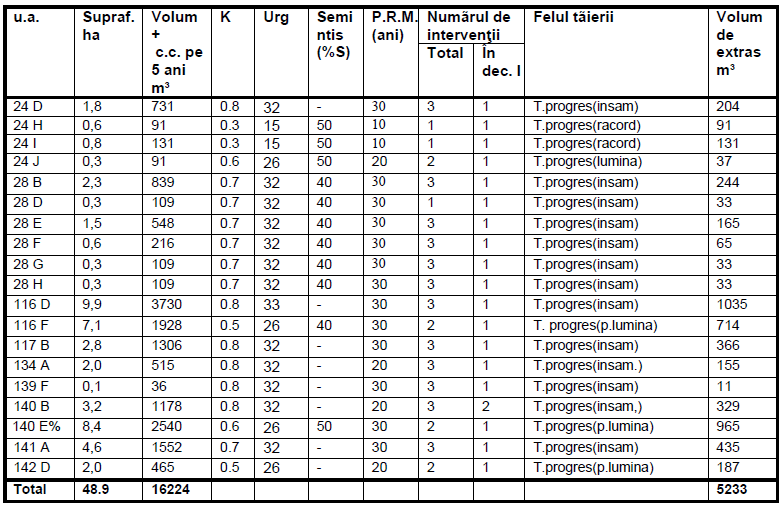 u.a. Supraf. ha Volum + c.c. pe 5 ani m³ K Urg Semi ntis (%S) P.R.M. (ani) Numãrul de intervenţii Felul tãierii Volum de extras m³
Total În dec. I
24 D 1,8 731 0.8 32 - 30 3 1 T.progres(insam) 204
24 H 0,6 91 0.3 15 50 10 1 1 T.progres(racord) 91
24 I 0,8 131 0.3 15 50 10 1 1 T.progres(racord) 131
24 J 0,3 91 0.6 26 50 20 2 1 T.progres(lumina) 37
28 B 2,3 839 0.7 32 40 30 3 1 T.progres(insam) 244
28 D 0,3 109 0.7 32 40 30 1 1 T.progres(insam) 33
28 E 1,5 548 0.7 32 40 30 3 1 T.progres(insam) 165
28 F 0,6 216 0.7 32 40 30 3 1 T.progres(insam) 65
28 G 0,3 109 0.7 32 40 30 3 1 T.progres(insam) 33
28 H 0,3 109 0.7 32 40 30 3 1 T.progres(insam) 33
116 D 9,9 3730 0.8 33 - 30 3 1 T.progres(insam) 1035
116 F 7,1 1928 0.5 26 40 30 2 1 T. progres(p.lumina) 714
117 B 2,8 1306 0.8 32 - 30 3 1 T.progres(insam) 366
134 A 2,0 515 0.8 32 - 20 3 1 T.progres(insam.) 155
139 F 0,1 36 0.8 32 - 30 3 1 T.progres(insam) 11
140 B 3,2 1178 0.8 32 - 20 3 2 T.progres(insam,) 329
140 E% 8,4 2540 0.6 26 50 30 2 1 T.progres(p.lumina) 965
141 A 4,6 1552 0.7 32 - 30 3 1 T.progres(insam) 435
142 D 2,0 465 0.5 26 - 20 2 1 T.progres(p.lumina) 187
Total 48.9 16224 5233